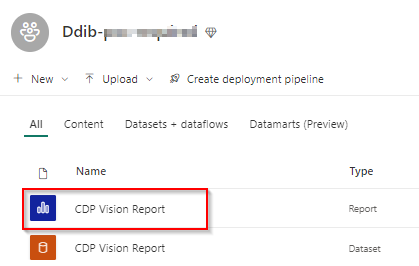 Ddib-
New Upload Create deployment pipeline
All Content Datasets + dataflows Datamarts (Preview)
Name Type
CDP Vision Report Report
CDP Vision Report Dataset